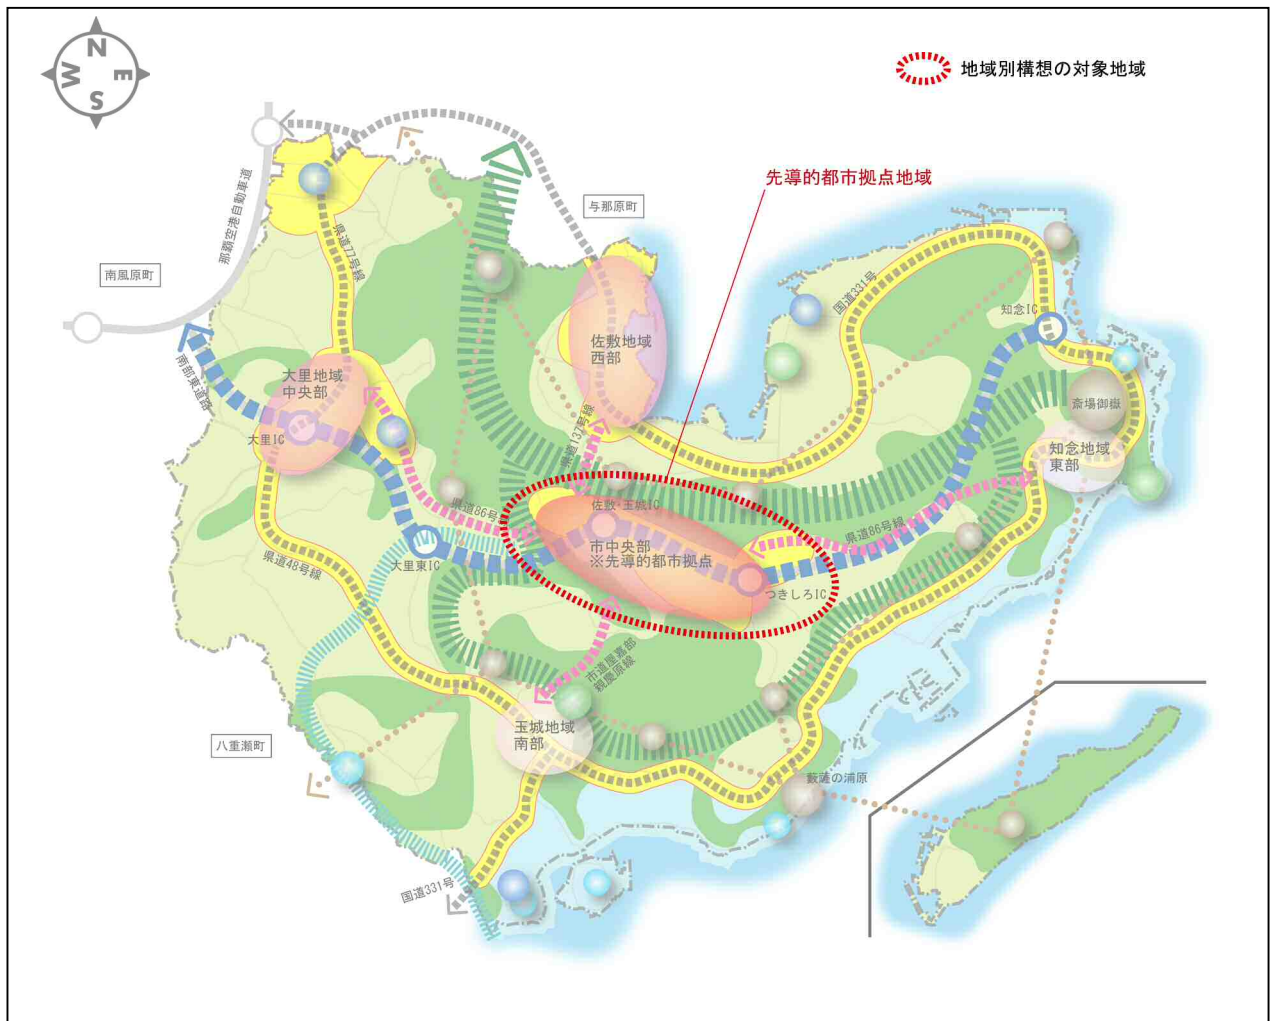 N
W
E
S
地域別構想の対象地域
先導的都市拠点地域
与那原町
那覇空港自動車道
南風原町
県道77号線
国道331号
知念IC
佐敷地域
西部
大里地域
中央部
南部東道路
大里IC
斎場御嶽
知念地域
東部
県道137号線
県道86号線
佐敷・玉城IC
県道86号線
市中央部
※先導的都市拠点
大里東IC
県道48号線
つきしろIC
市道屋嘉部
親慶原線
玉城地域
南部
八重瀬町
藪薩の浦原
国道331号